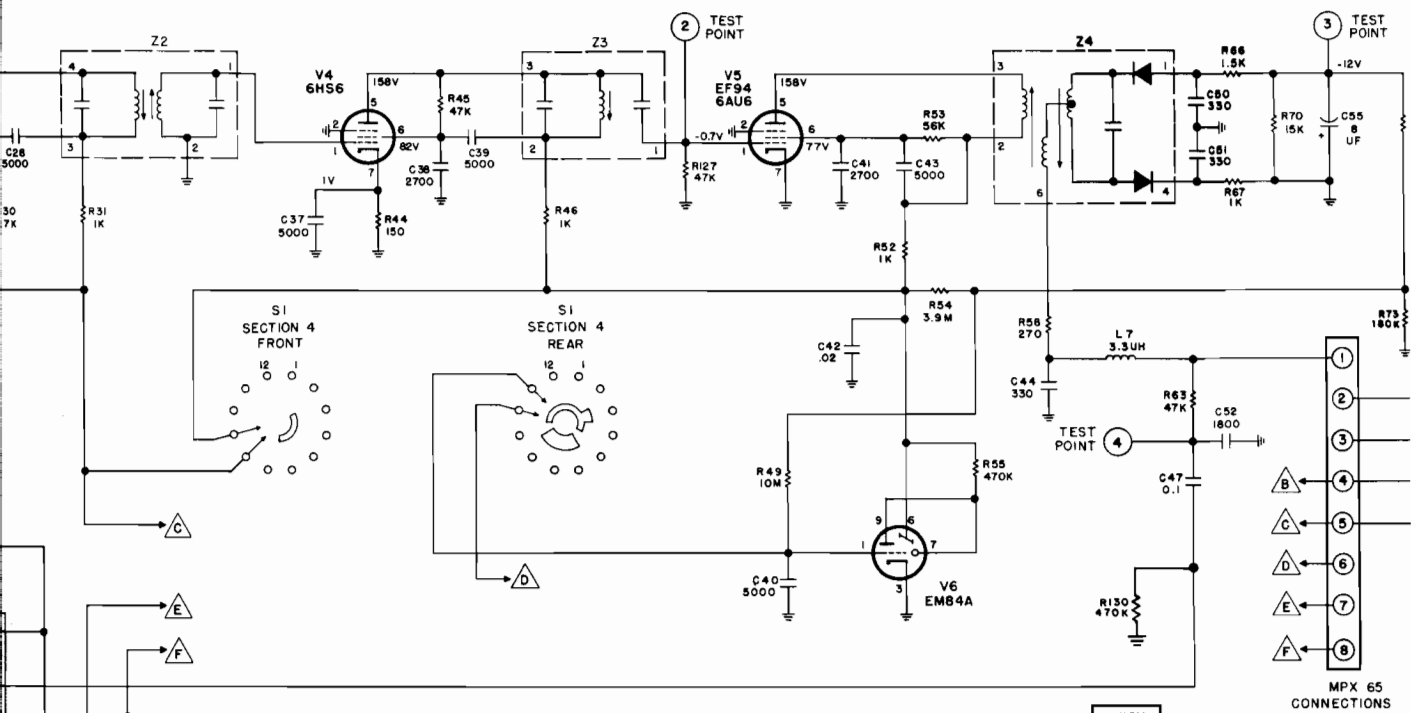 2 TEST POINT
3 TEST POINT
Z2
4
1
3
2
C28
5000
30
7K
R31
1K
V4
6HS6
158V
5
2
1
6
82V
7
1V
C37
5000
R44
150
R45
47K
C38
2700
C39
5000
Z3
3
2
1
R46
1K
-0.7V
R127
47K
V5
EF94
6AU6
158V
5
2
1
6
77V
7
R53
56K
C41
2700
C43
5000
R52
1K
Z4
3
2
6
1
4
R66
1.5K
C60
330
C61
330
R67
1K
R70
15K
-12V
C55
8
UF
+
R54
3.9M
R73
180K
S1
SECTION 4
FRONT
12 1
S1
SECTION 4
REAR
12 1
C42
.02
R58
270
L7
3.3UH
C44
330
R63
47K
C52
1800
TEST POINT 4
C47
0.1
R49
10M
R55
470K
9
6
1
7
3
V6
EM84A
C40
5000
R130
470K
C
D
E
F
1
2
3
B 4
C 5
D 6
E 7
F 8
MPX 65
CONNECTIONS